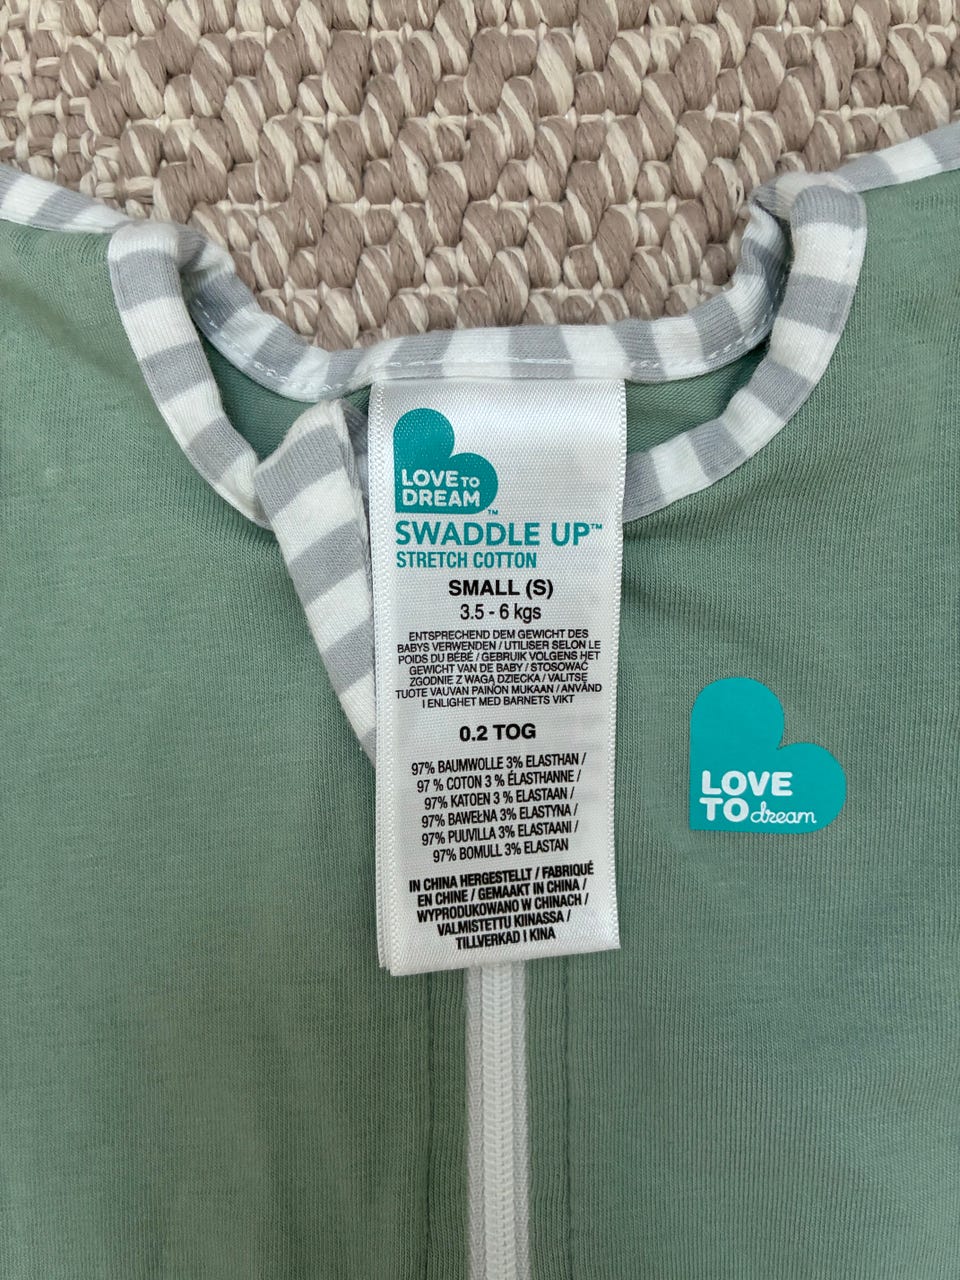 LOVE TO
DREAM™
SWADDLE UP™
STRETCH COTTON
SMALL (S)
3.5 - 6 kgs
ENTSPRECHEND DEM GEWICHT DES
BABYS VERWENDEN / UTILISER SELON LE
POIDS DU BÉBÉ / GEBRUIK VOLGENS HET
GEWICHT VAN DE BABY / STOSOWAĆ
ZGODNIE Z WAGĄ DZIECKA / VALITSE
TUOTE VAUVAN PAINON MUKAAN / ANVÄND
I ENLIGHET MED BARNETS VIKT
0.2 TOG
97% BAUMWOLLE 3% ELASTHAN /
97 % COTON 3 % ÉLASTHANNE /
97% KATOEN 3 % ELASTAAN /
97% BAWEŁNA 3% ELASTYNA /
97% PUUVILLA 3% ELASTAANI /
97% BOMULL 3% ELASTAN
IN CHINA HERGESTELLT / FABRIQUÉ
EN CHINE / GEMAAKT IN CHINA /
WYPRODUKOWANO W CHINACH /
VALMISTETTU KIINASSA /
TILLVERKAD I KINA
LOVE
TO dream